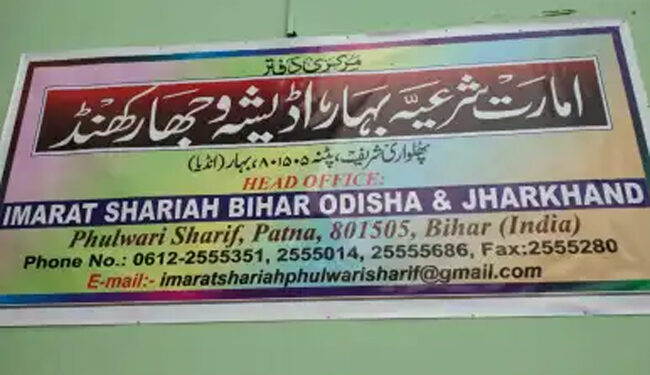 مرکزی دفتر
امارت شرعیہ بہار، اڈیشہ و جھارکھنڈ
پھلواری شریف، پٹنہ ۸۰۱۵۰۵، بہار (انڈیا)
HEAD OFFICE:
IMARAT SHARIAH BIHAR ODISHA & JHARKHAND
Phulwari Sharif, Patna, 801505, Bihar (India)
Phone No.: 0612-2555351, 2555014, 25555686, Fax:2555280
E-mail:- imaratshariahphulwarisharif@gmail.com